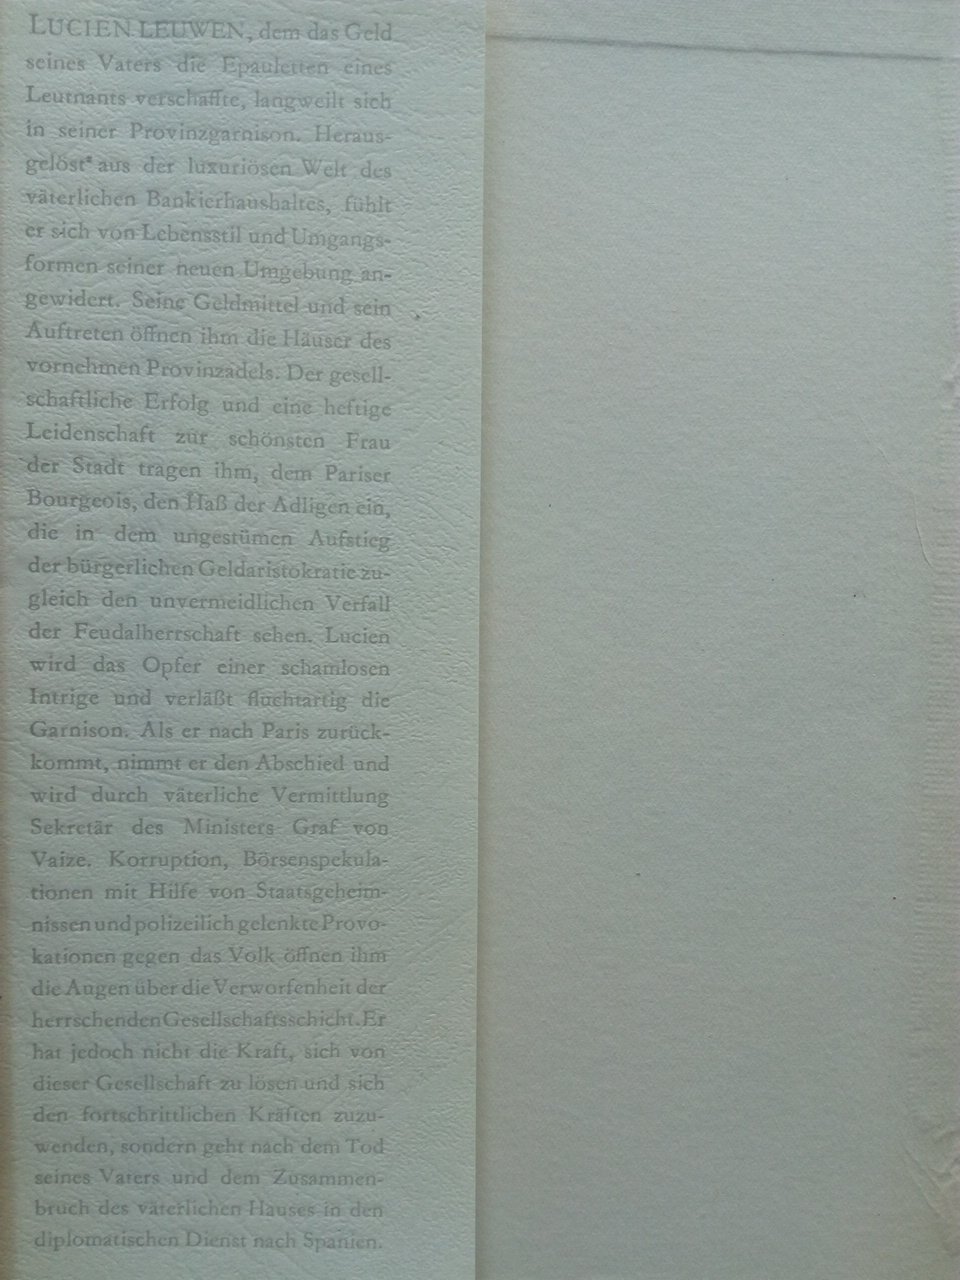 LUCIEN LEUWEN, dem das Geld
seines Vaters die Epauletten eines
Leutnants verschaffte, langweilt sich
in seiner Provinzgarnison. Heraus-
gelöst aus der luxuriösen Welt des
väterlichen Bankierhaushaltes, fühlt
er sich von Lebensstil und Umgangs-
formen seiner neuen Umgebung an-
gewidert. Seine Geldmittel und sein
Auftreten öffnen ihm die Häuser des
vornehmen Provinzadels. Der gesell-
schaftliche Erfolg und eine heftige
Leidenschaft zur schönsten Frau
der Stadt tragen ihm, dem Pariser
Bourgeois, den Haß der Adligen ein,
die in dem ungestümen Aufstieg
der bürgerlichen Geldaristokratie zu-
gleich den unvermeidlichen Verfall
der Feudalherrschaft sehen. Lucien
wird das Opfer einer schamlosen
Intrige und verläßt fluchtartig die
Garnison. Als er nach Paris zurück-
kommt, nimmt er den Abschied und
wird durch väterliche Vermittlung
Sekretär des Ministers Graf von
Vaize. Korruption, Börsenspekula-
tionen mit Hilfe von Staatsgeheim-
nissen und polizeilich gelenkte Provo-
kationen gegen das Volk öffnen ihm
die Augen über die Verworfenheit der
herrschenden Gesellschaftsschicht. Er
hat jedoch nicht die Kraft, sich von
dieser Gesellschaft zu lösen und sich
den fortschrittlichen Kräften zuzu-
wenden, sondern geht nach dem Tod
seines Vaters und dem Zusammen-
bruch des väterlichen Hauses in den
diplomatischen Dienst nach Spanien.